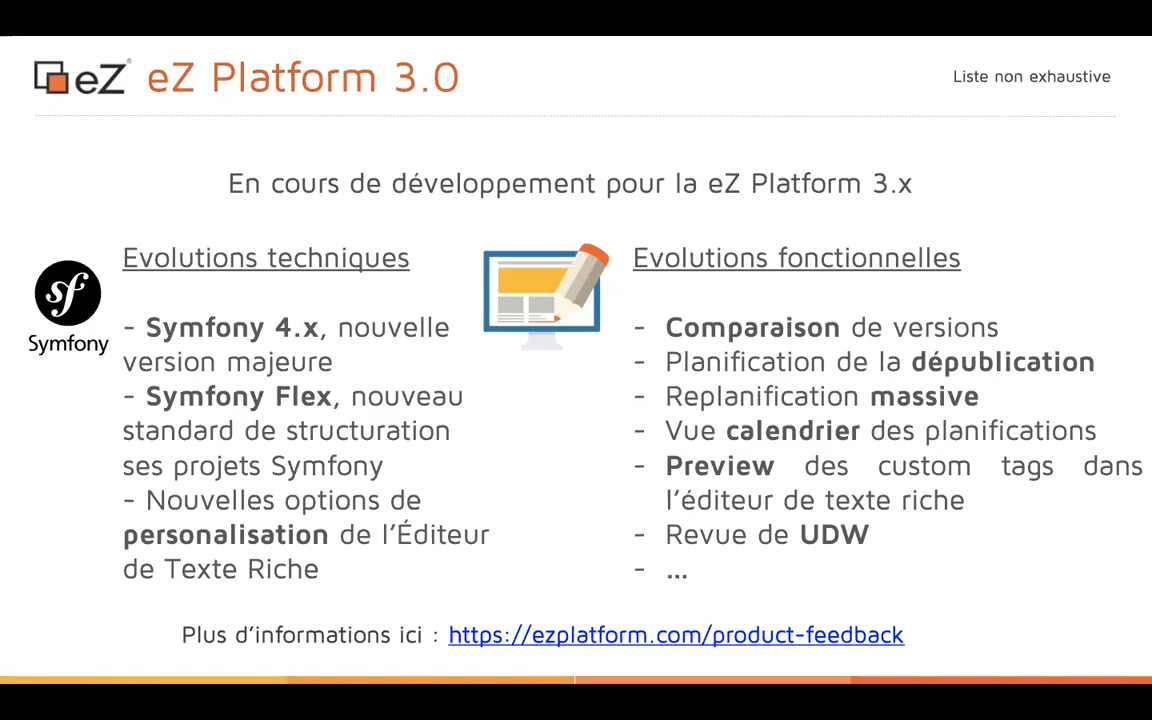 eZ® eZ Platform 3.0
Liste non exhaustive
En cours de développement pour la eZ Platform 3.x
Evolutions techniques
Symfony
- Symfony 4.x, nouvelle
version majeure
- Symfony Flex, nouveau
standard de structuration
ses projets Symfony
- Nouvelles options de
personalisation de l'Éditeur
de Texte Riche
Evolutions fonctionnelles
- Comparaison de versions
- Planification de la dépublication
- Replanification massive
- Vue calendrier des planifications
- Preview des custom tags dans
l'éditeur de texte riche
- Revue de UDW
- ...
Plus d'informations ici : https://ezplatform.com/product-feedback